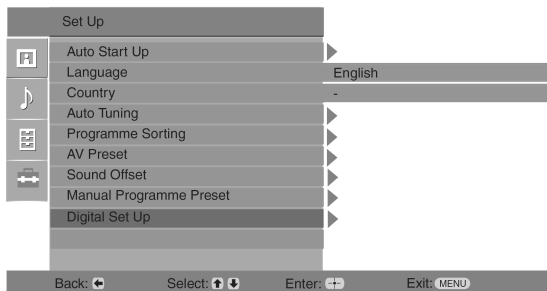 Set Up
Auto Start Up
Language English
Country -
Auto Tuning
Programme Sorting
AV Preset
Sound Offset
Manual Programme Preset
Digital Set Up
Back: Select: Enter: Exit: MENU